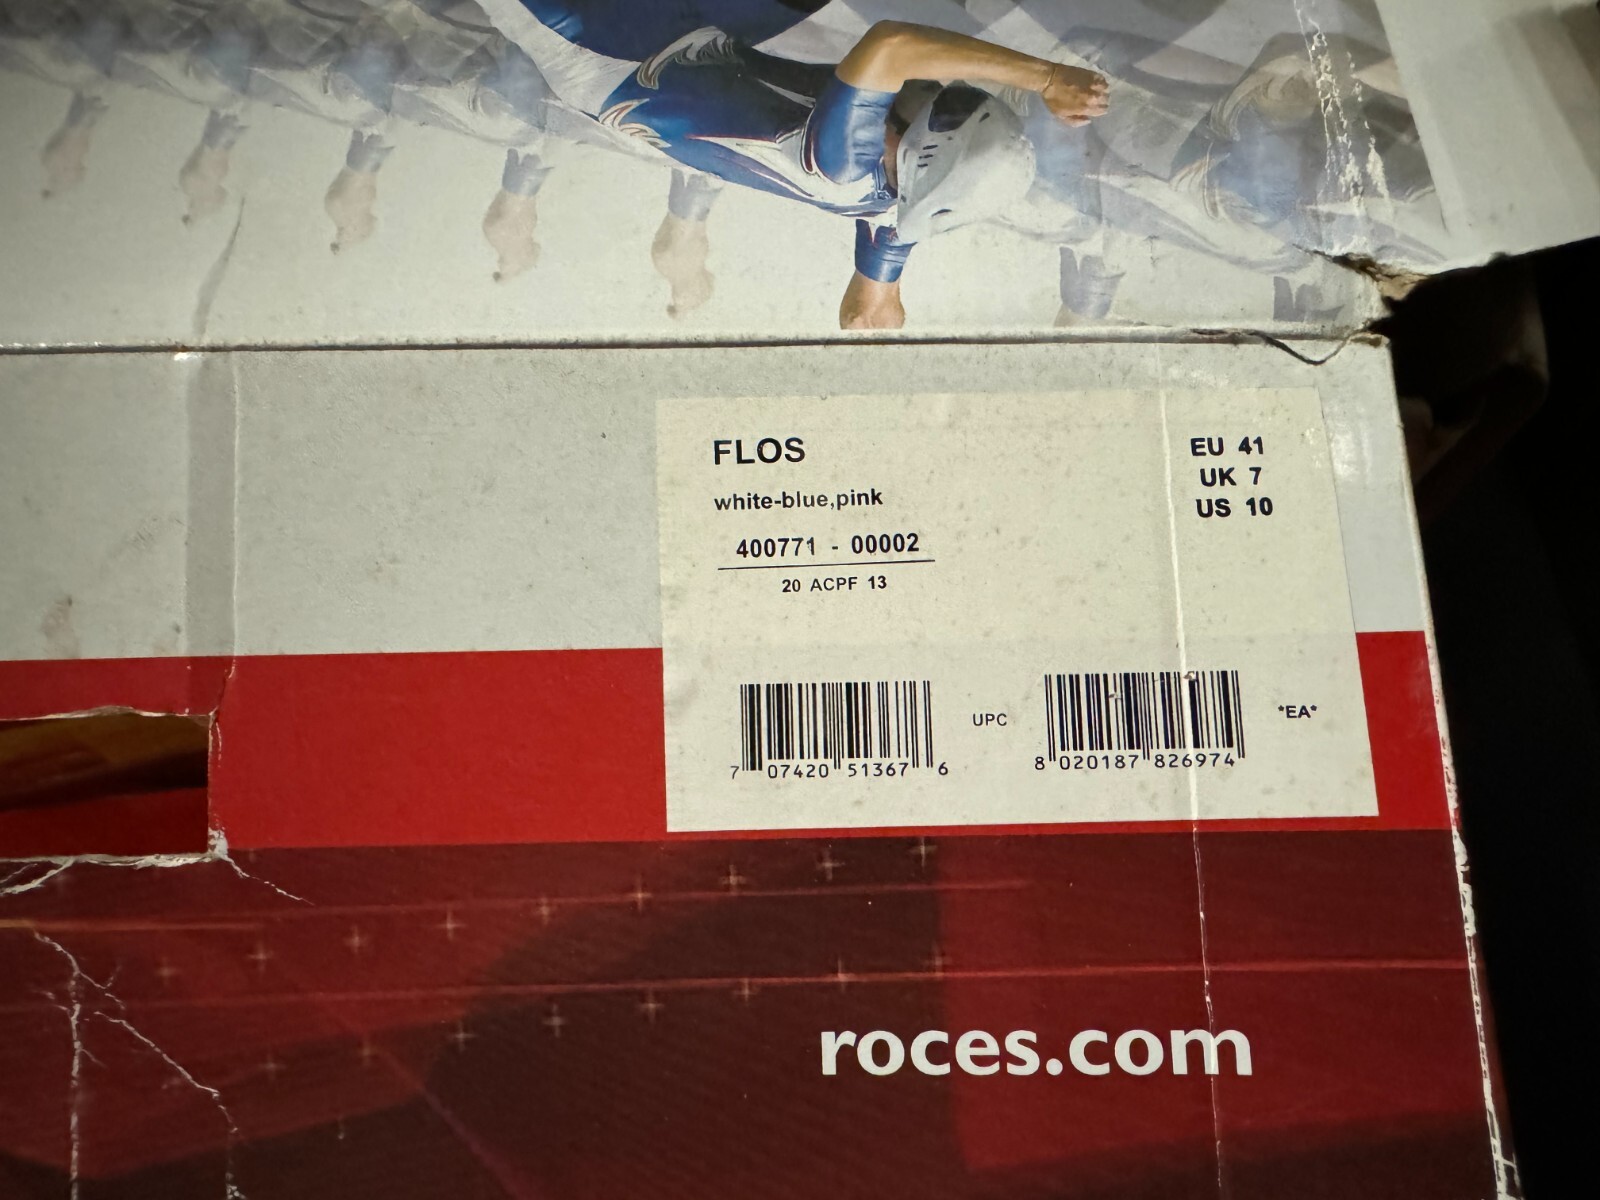 FLOS
white-blue,pink
400771 - 00002
20 ACPF 13
EU 41
UK 7
US 10
7 07420 51367 6
UPC
8 020187 826974
*EA*
roces.com